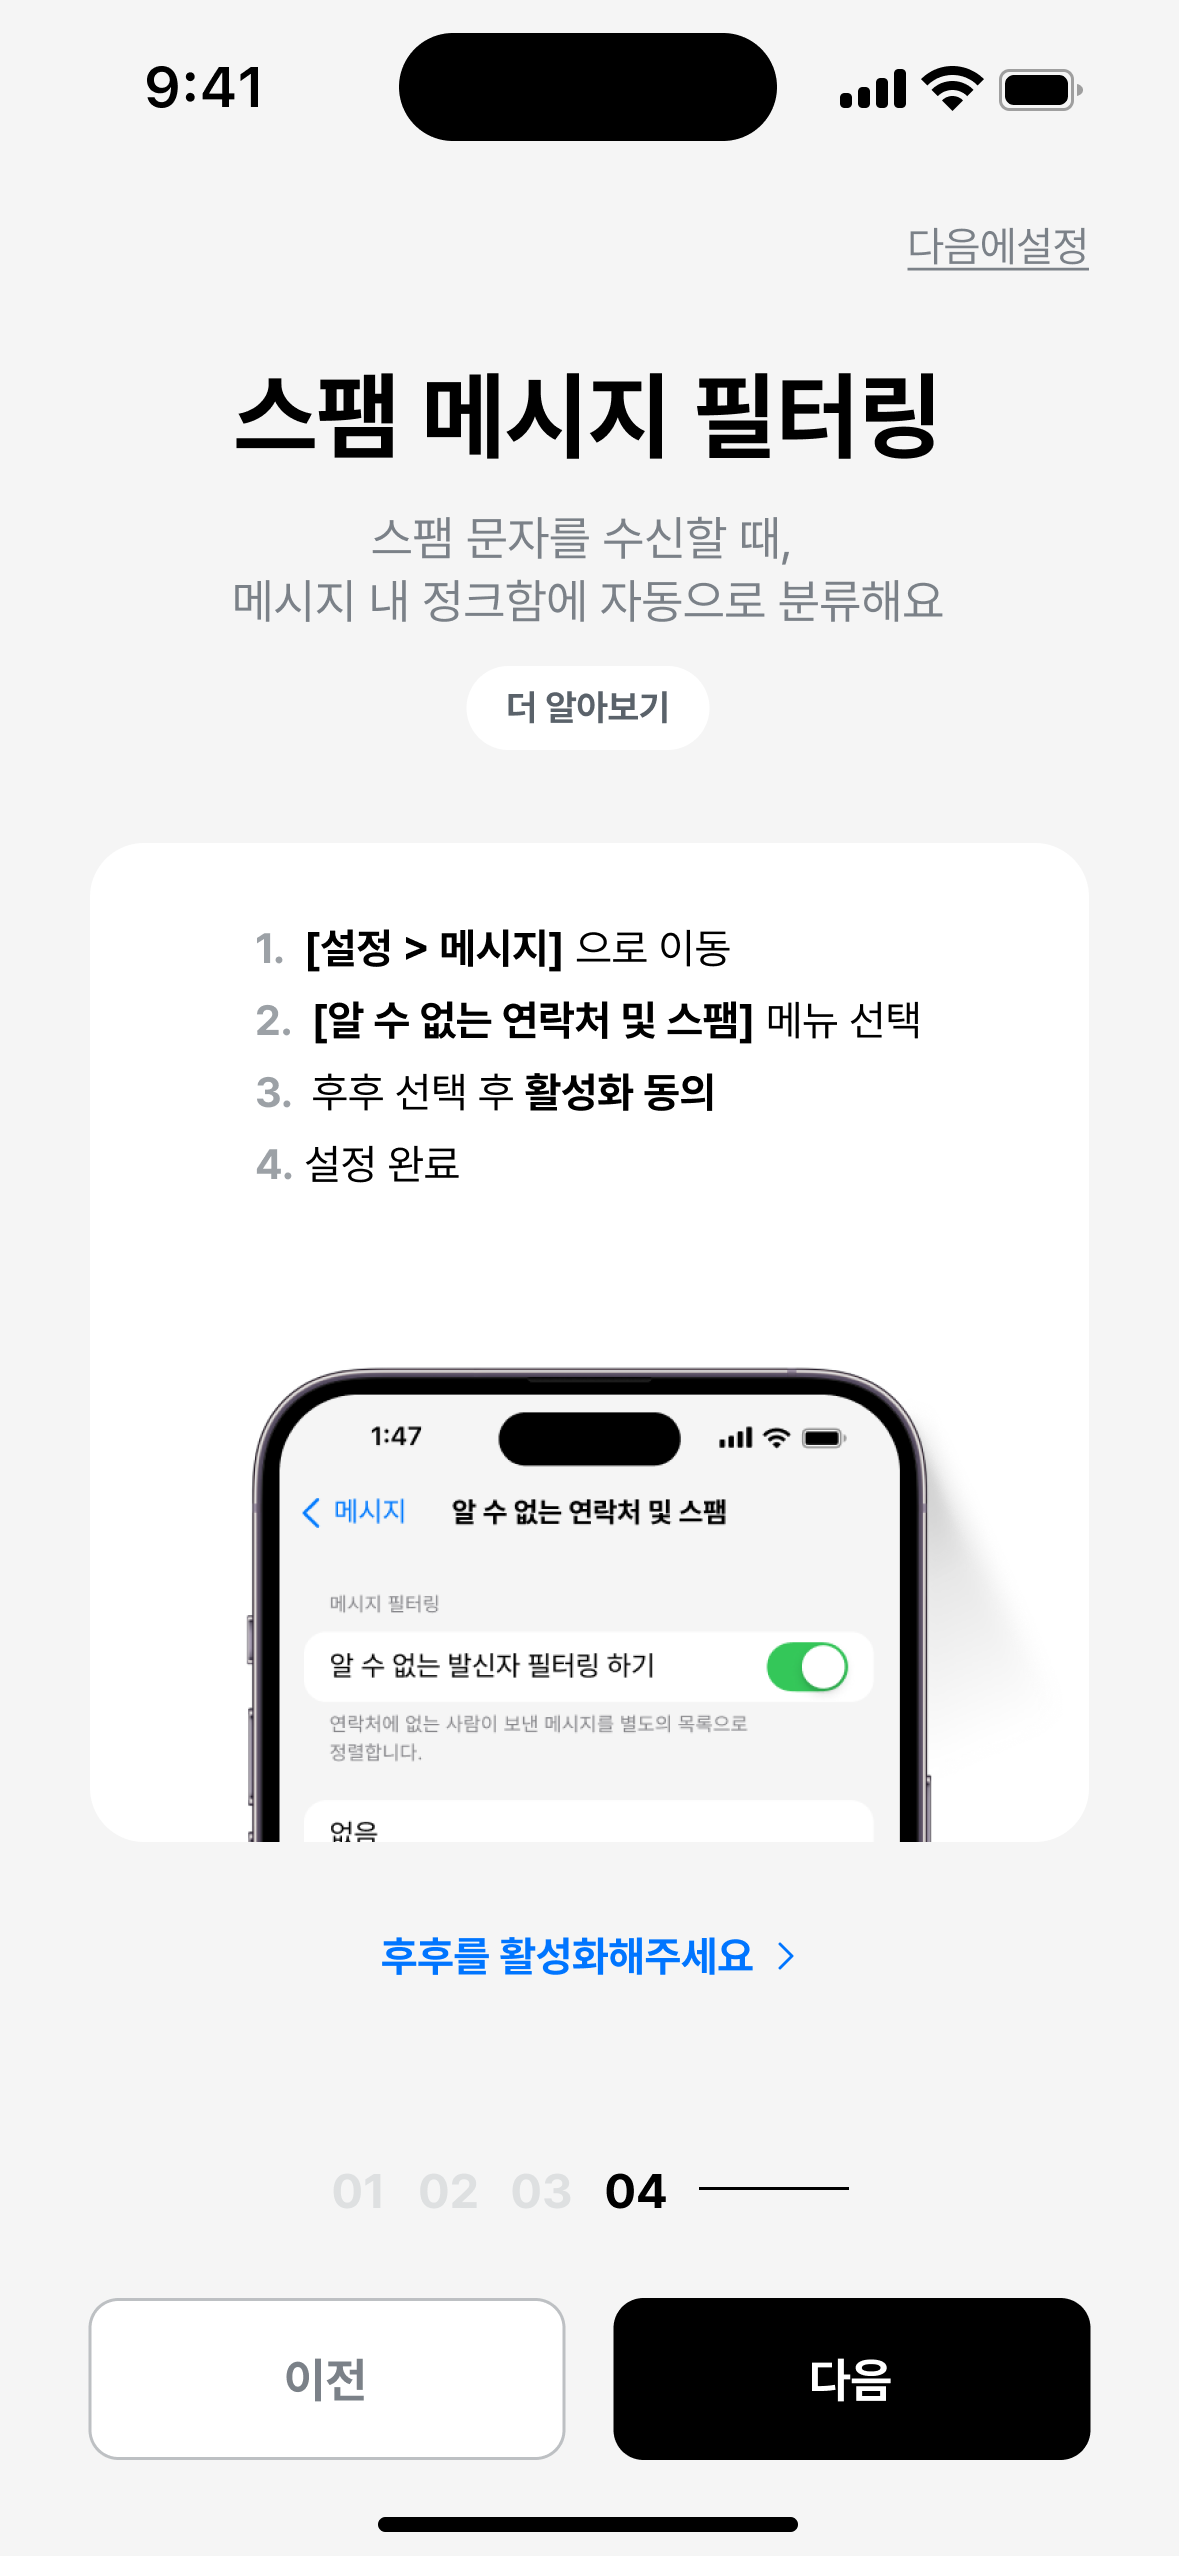 9:41
다음에설정
스팸 메시지 필터링
스팸 문자를 수신할 때,
메시지 내 정크함에 자동으로 분류해요
더 알아보기
1. [설정 > 메시지] 으로 이동
2. [알 수 없는 연락처 및 스팸] 메뉴 선택
3. 후후 선택 후 활성화 동의
4. 설정 완료
1:47
메시지 알 수 없는 연락처 및 스팸
메시지 필터링
알 수 없는 발신자 필터링 하기
연락처에 없는 사람이 보낸 메시지를 별도의 목록으로
정렬합니다.
없음
후후를 활성화해주세요 >
01 02 03 04
이전 다음